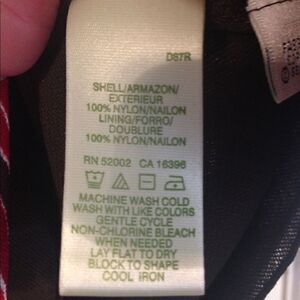 D87R
SHELL/ARMAZON/
EXTERIEUR
100% NYLON/NAILON
LINING/FORRO/
DOUBLURE
100% NYLON/NAILON
RN 52002 CA 16396
MACHINE WASH COLD
WASH WITH LIKE COLORS
GENTLE CYCLE
NON-CHLORINE BLEACH
WHEN NEEDED
LAY FLAT TO DRY
BLOCK TO SHAPE
COOL IRON